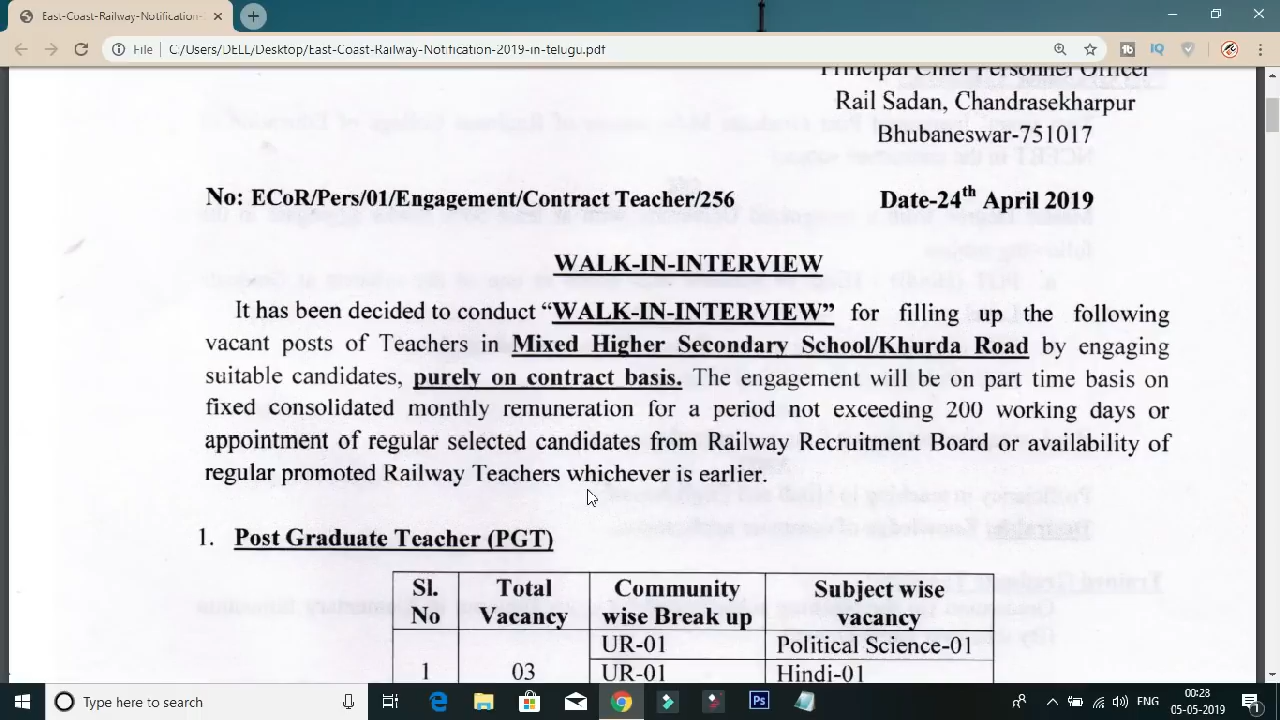 East-Coast-Railway-Notification-
File C:/Users/DELL/Desktop/East-Coast-Railway-Notification-2019-in-telugu.pdf
Principal Chief Personnel Officer
Rail Sadan, Chandrasekharpur
Bhubaneswar-751017
No: ECoR/Pers/01/Engagement/Contract Teacher/256 Date-24th April 2019
WALK-IN-INTERVIEW
It has been decided to conduct “WALK-IN-INTERVIEW” for filling up the following
vacant posts of Teachers in Mixed Higher Secondary School/Khurda Road by engaging
suitable candidates, purely on contract basis. The engagement will be on part time basis on
fixed consolidated monthly remuneration for a period not exceeding 200 working days or
appointment of regular selected candidates from Railway Recruitment Board or availability of
regular promoted Railway Teachers whichever is earlier.
1. Post Graduate Teacher (PGT)
Sl. Total Community Subject wise
No Vacancy wise Break up vacancy
UR-01 Political Science-01
1 03 UR-01 Hindi-01
Type here to search
ENG
00:23
05-05-2019